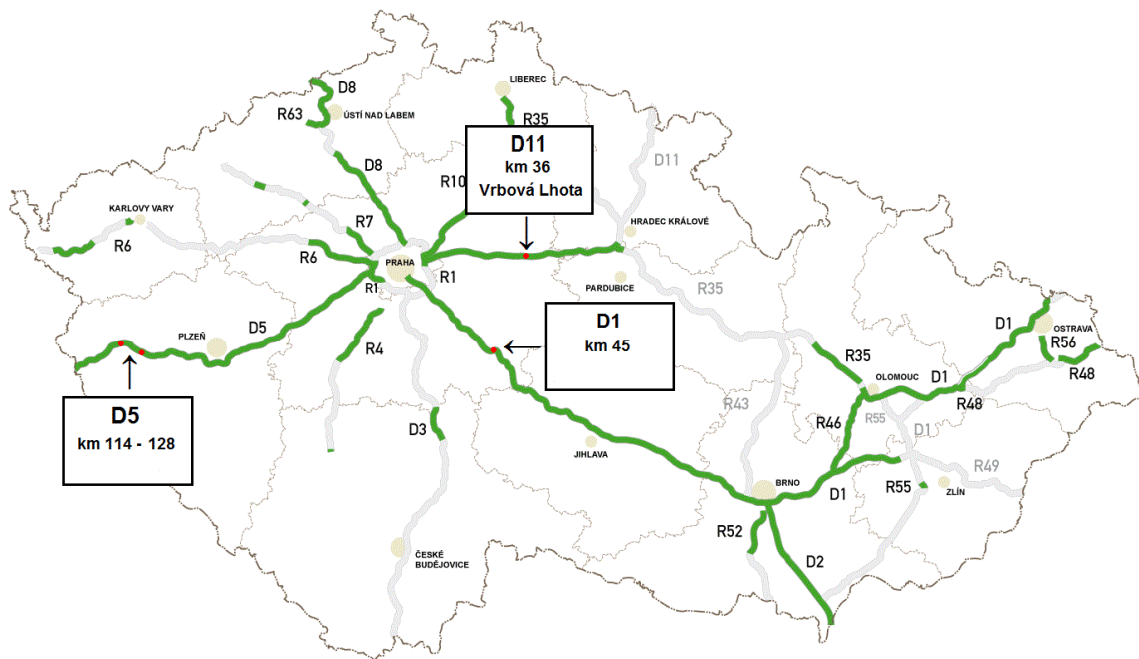 D8
LIBEREC
R63
ÚSTÍ NAD LABEM
R35
D11
km 36
Vrbová Lhota
D11
D8
R10
KARLOVY VARY
R7
HRADEC KRÁLOVÉ
R6
R6
PRAHA
R1
R1
PARDUBICE
R35
D1
km 45
PLZEŇ
D5
R4
D1
OSTRAVA
R56
R35
OLOMOUC
D1
R48
R48
D5
km 114 - 128
R43
R55
D3
R46
D1
JIHLAVA
R49
BRNO
D1
R55
ZLÍN
R52
ČESKÉ
BUDĚJOVICE
D2